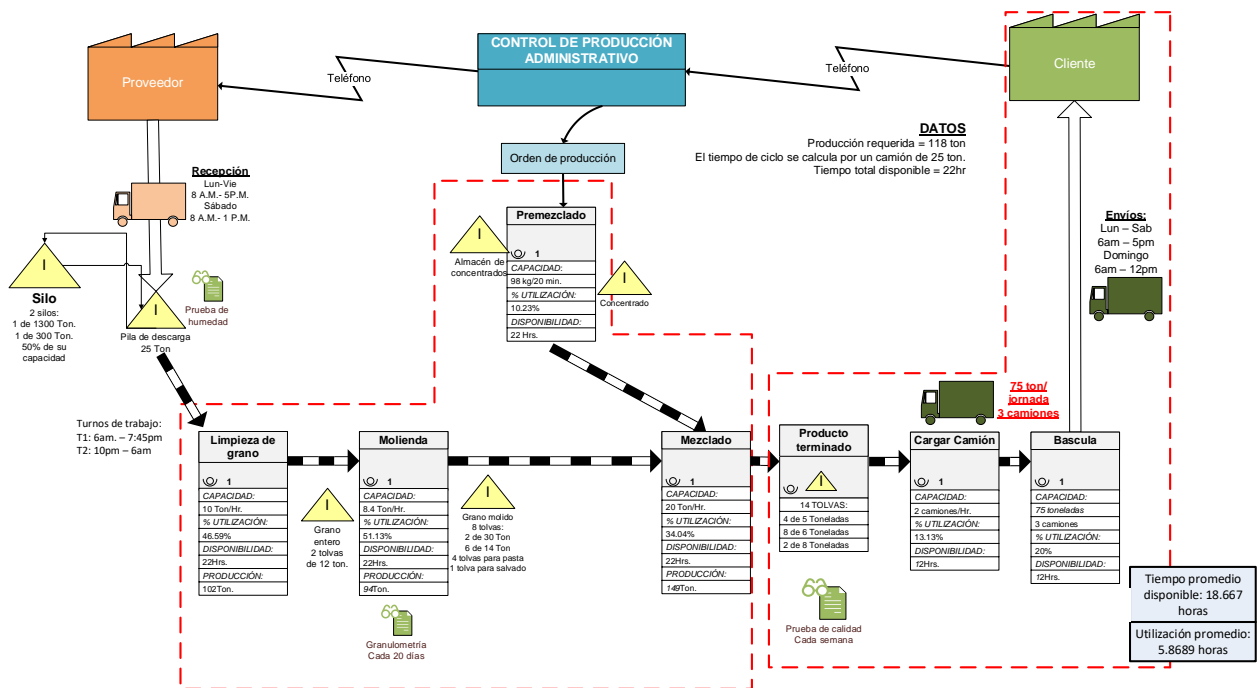 CONTROL DE PRODUCCIÓN
ADMINISTRATIVO
Proveedor
Teléfono
Teléfono
Cliente
DATOS
Producción requerida = 118 ton
El tiempo de ciclo se calcula por un camión de 25 ton.
Tiempo total disponible = 22hr
Orden de producción
Recepción
Lun-Vie
8 A.M.- 5P.M.
Sábado
8 A.M.- 1 P.M.
I
Silo
2 silos:
1 de 1300 Ton.
1 de 300 Ton.
50% de su
capacidad
I
Pila de descarga
25 Ton
Prueba de
humedad
I
Almacén de
concentrados
Premezclado
1
CAPACIDAD:
98 kg/20 min.
% UTILIZACIÓN:
10.23%
DISPONIBILIDAD:
22 Hrs.
I
Concentrado
Envíos:
Lun – Sab
6am – 5pm
Domingo
6am – 12pm
75 ton/
jornada
3 camiones
Turnos de trabajo:
T1: 6am. – 7:45pm
T2: 10pm – 6am
Limpieza de
grano
1
CAPACIDAD:
10 Ton/Hr.
% UTILIZACIÓN:
46.59%
DISPONIBILIDAD:
22Hrs.
PRODUCCIÓN:
102Ton.
I
Grano
entero
2 tolvas
de 12 ton.
Molienda
1
CAPACIDAD:
8.4 Ton/Hr.
% UTILIZACIÓN:
51.13%
DISPONIBILIDAD:
22Hrs.
PRODUCCIÓN:
94Ton.
Granulometría
Cada 20 días
I
Grano molido
8 tolvas:
2 de 30 Ton
6 de 14 Ton
4 tolvas para pasta
1 tolva para salvado
Mezclado
1
CAPACIDAD:
20 Ton/Hr.
% UTILIZACIÓN:
34.04%
DISPONIBILIDAD:
22Hrs.
PRODUCCIÓN:
149Ton.
Producto
terminado
I
14 TOLVAS:
4 de 5 Toneladas
8 de 6 Toneladas
2 de 8 Toneladas
Prueba de calidad
Cada semana
Cargar Camión
1
CAPACIDAD:
2 camiones/Hr.
% UTILIZACIÓN:
13.13%
DISPONIBILIDAD:
12Hrs.
Bascula
1
CAPACIDAD:
75 toneladas
3 camiones
% UTILIZACIÓN:
20%
DISPONIBILIDAD:
12Hrs.
Tiempo promedio
disponible: 18.667
horas
Utilización promedio:
5.8689 horas